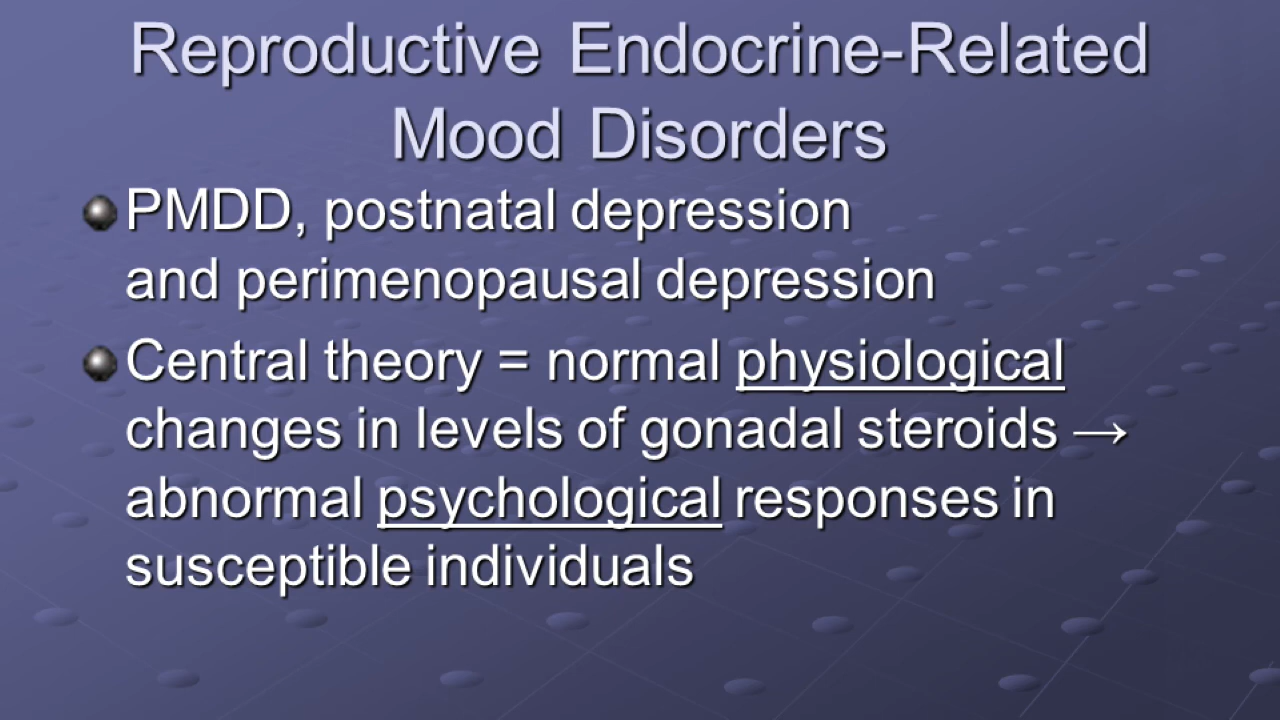 Reproductive Endocrine-Related
Mood Disorders
PMDD, postnatal depression
and perimenopausal depression
Central theory = normal physiological
changes in levels of gonadal steroids →
abnormal psychological responses in
susceptible individuals